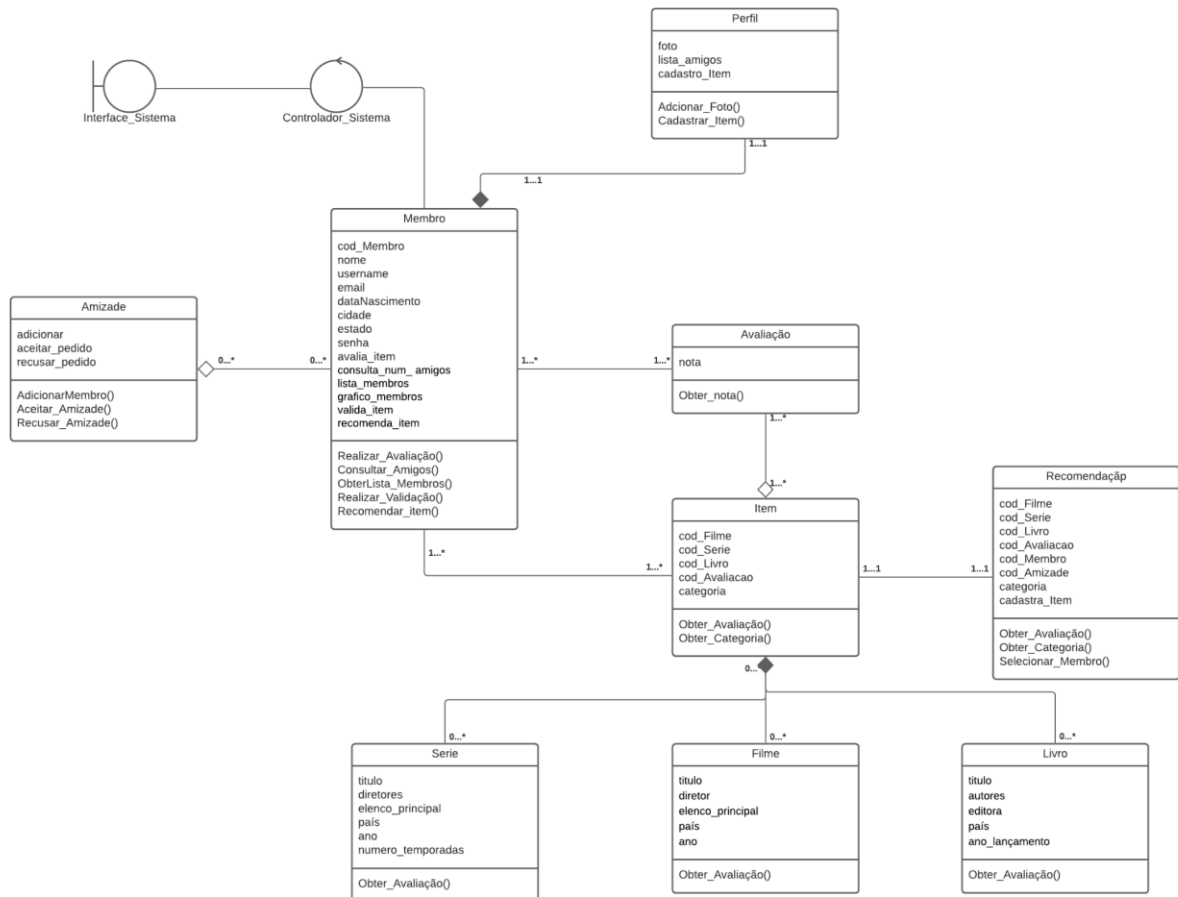 Perfil
foto
lista_amigos
cadastro_Item
Adcionar_Foto()
Cadastrar_Item()
1...1
1...1
Interface_Sistema
Controlador_Sistema
Membro
cod_Membro
nome
username
email
dataNascimento
cidade
estado
senha
avalia_item
consulta_num_ amigos
lista_membros
grafico_membros
valida_item
recomenda_item
Realizar_Avaliação()
Consultar_Amigos()
ObterLista_Membros()
Realizar_Validação()
Recomendar_item()
Amizade
adicionar
aceitar_pedido
recusar_pedido
AdicionarMembro()
Aceitar_Amizade()
Recusar_Amizade()
0...*
0...*
1...*
1...*
Avaliação
nota
Obter_nota()
1...*
1...*
Item
cod_Filme
cod_Serie
cod_Livro
cod_Avaliacao
categoria
Obter_Avaliação()
Obter_Categoria()
1...*
1...*
1...1
1...1
Recomendaçãp
cod_Filme
cod_Serie
cod_Livro
cod_Avaliacao
cod_Membro
cod_Amizade
categoria
cadastra_Item
Obter_Avaliação()
Obter_Categoria()
Selecionar_Membro()
0...
0...*
0...*
0...*
Serie
titulo
diretores
elenco_principal
país
ano
numero_temporadas
Obter_Avaliação()
Filme
titulo
diretor
elenco_principal
país
ano
Obter_Avaliação()
Livro
titulo
autores
editora
país
ano_lançamento
Obter_Avaliação()